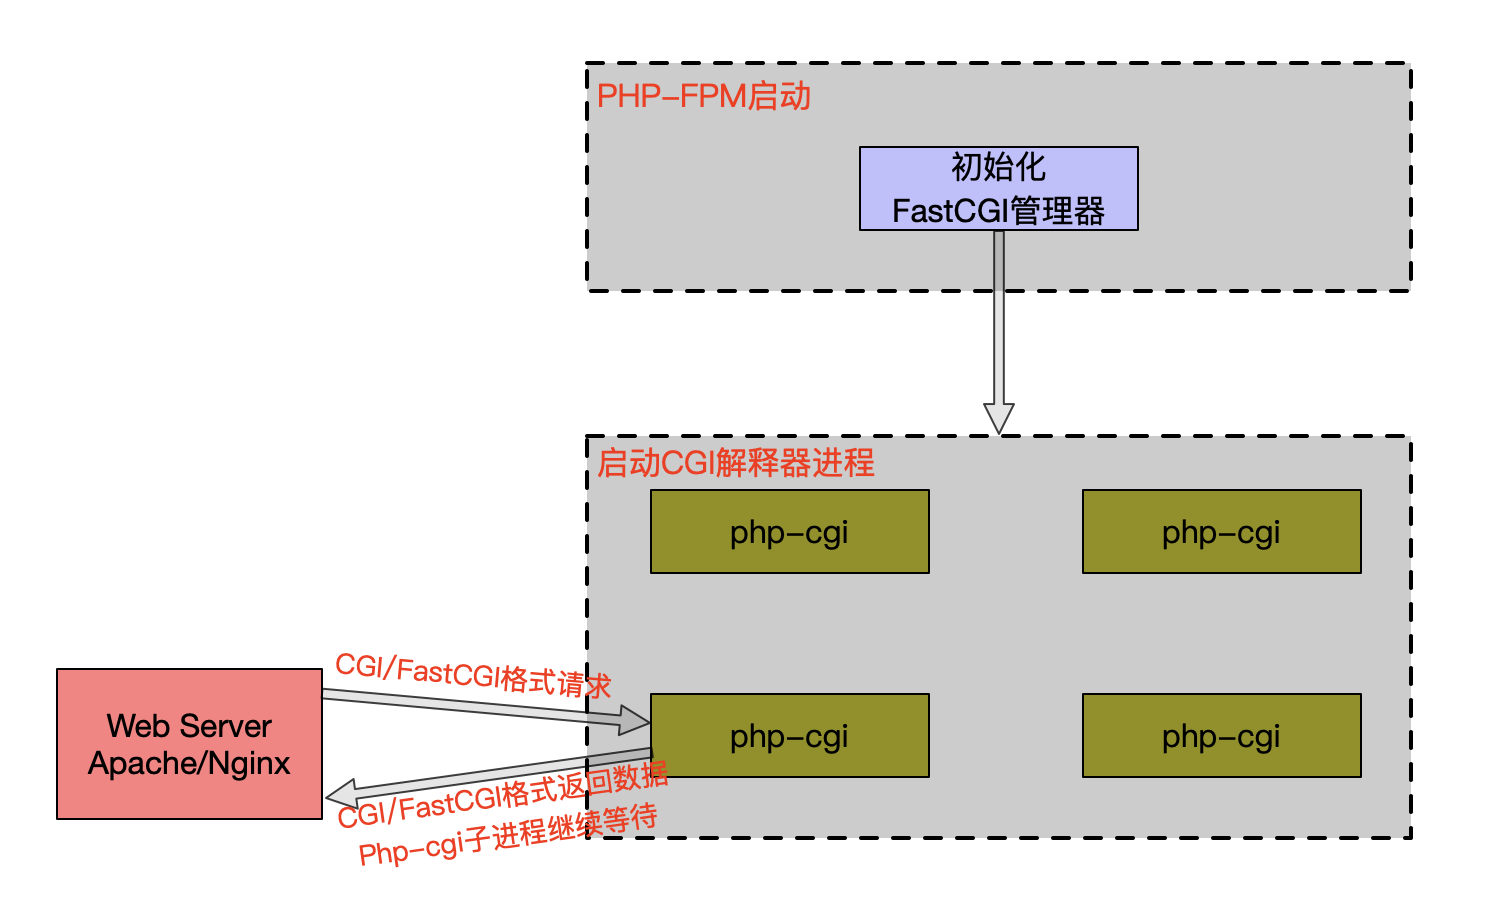 PHP-FPM启动
初始化
FastCGI管理器
启动CGI解释器进程
php-cgi
php-cgi
CGI/FastCGI格式请求
Web Server
Apache/Nginx
php-cgi
php-cgi
CGI/FastCGI格式返回数据
Php-cgi子进程继续等待